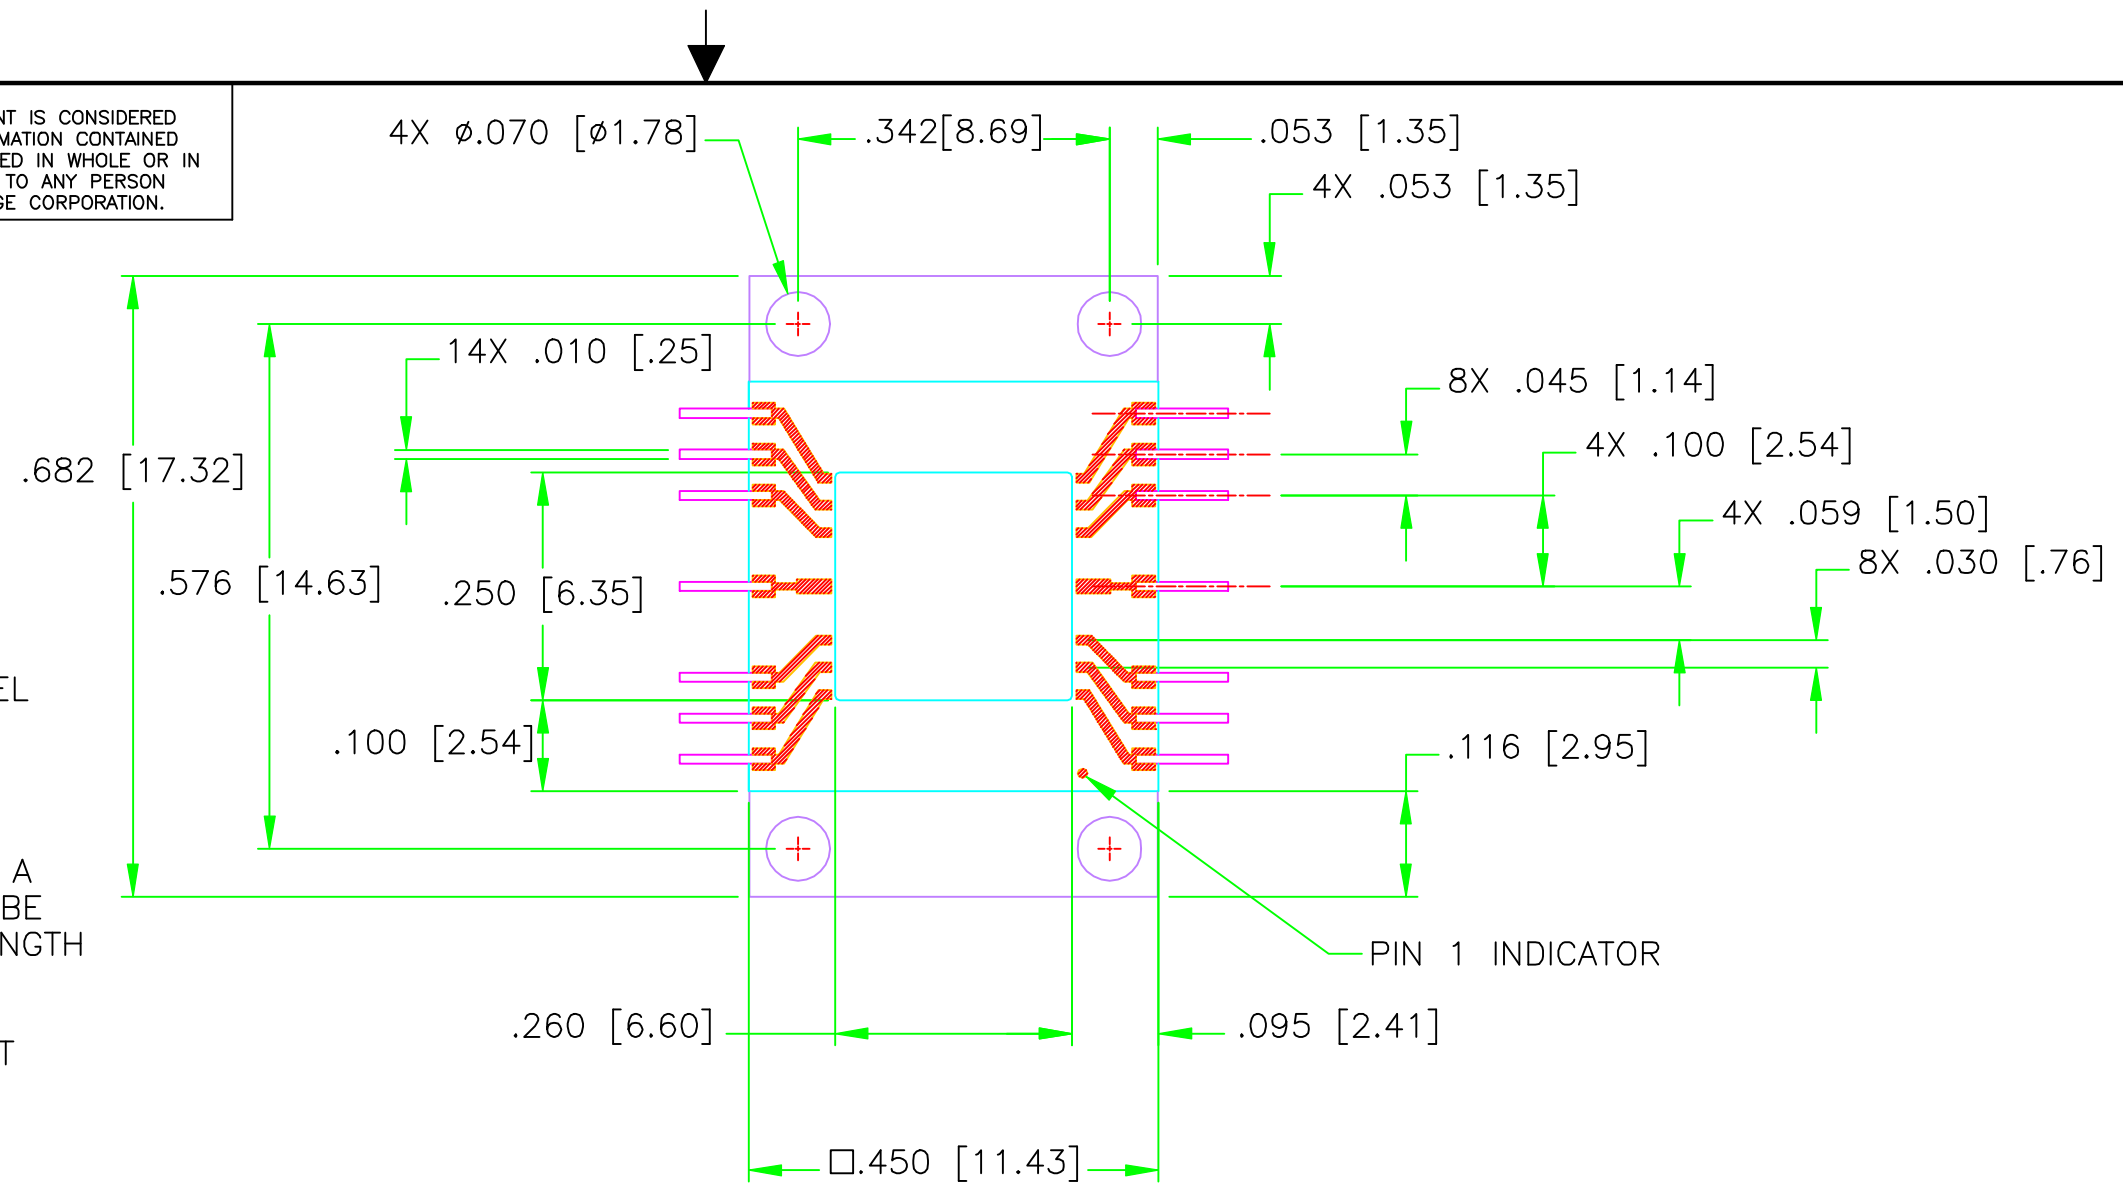 NT IS CONSIDERED
MATION CONTAINED
ED IN WHOLE OR IN
TO ANY PERSON
GE CORPORATION.
4X ø.070 [ø1.78]
.342[8.69]
.053 [1.35]
4X .053 [1.35]
14X .010 [.25]
8X .045 [1.14]
4X .100 [2.54]
.682 [17.32]
4X .059 [1.50]
8X .030 [.76]
.576 [14.63]
.250 [6.35]
EL
.100 [2.54]
.116 [2.95]
A
BE
NGTH
PIN 1 INDICATOR
.260 [6.60]
.095 [2.41]
T
□.450 [11.43]